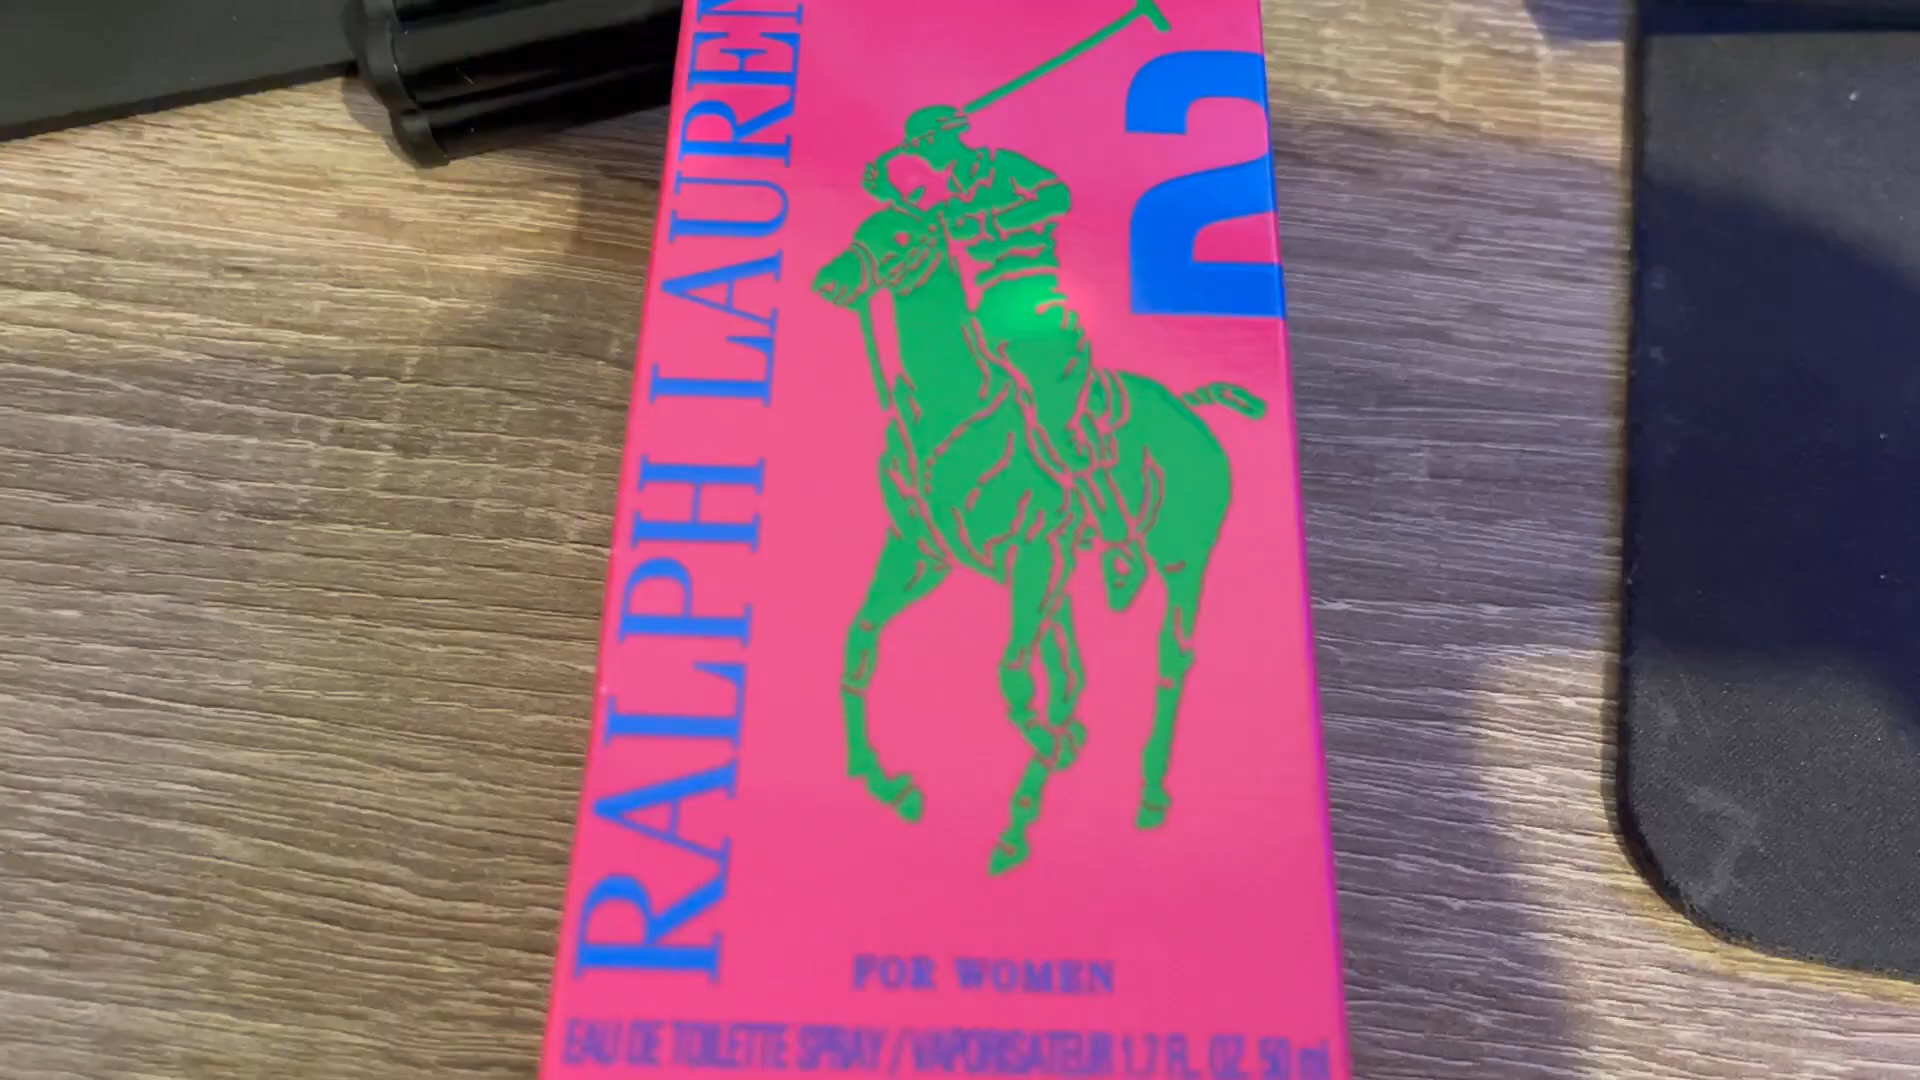 RALPH LAUREN
2
FOR WOMEN
EAU DE TOILETTE SPRAY / VAPORISATEUR 1.7 FL. OZ. 50 ml